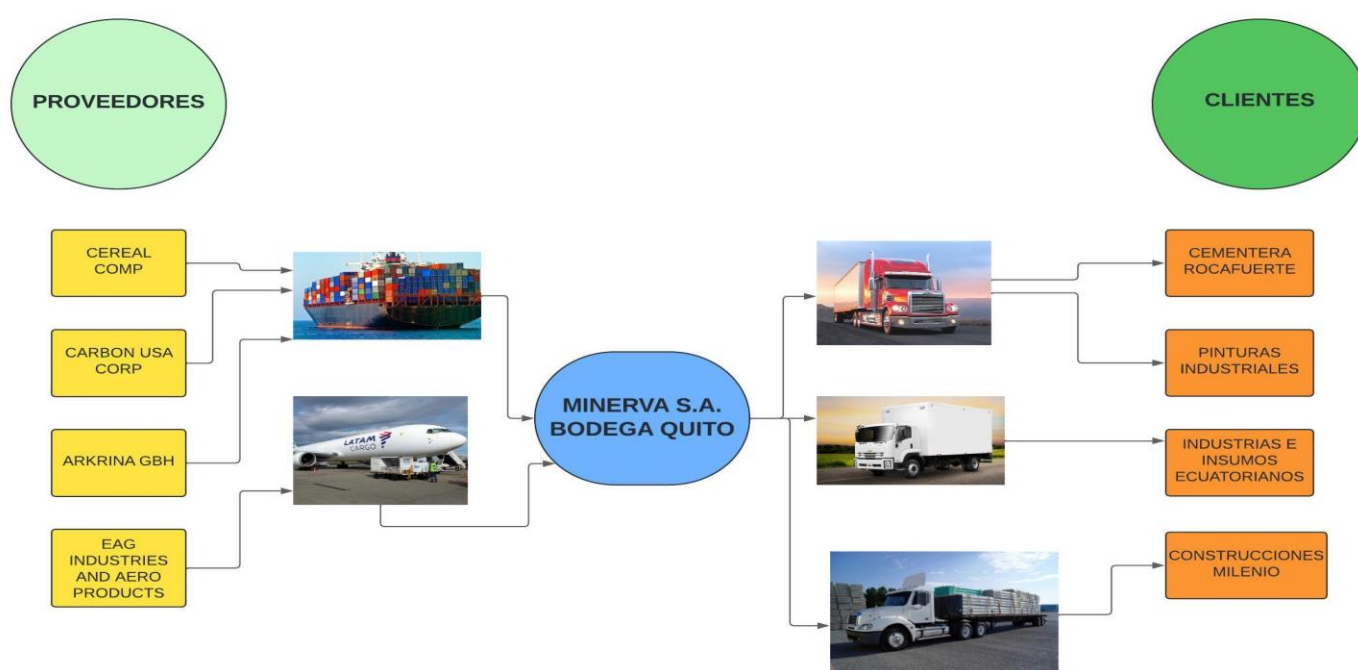 PROVEEDORES
CLIENTES
CEREAL
COMP
CARBON USA
CORP
ARKRINA GBH
EAG
INDUSTRIES
AND AERO
PRODUCTS
LATAM
CARGO
MINERVA S.A.
BODEGA QUITO
CEMENTERA
ROCAFUERTE
PINTURAS
INDUSTRIALES
INDUSTRIAS E
INSUMOS
ECUATORIANOS
CONSTRUCCIONES
MILENIO